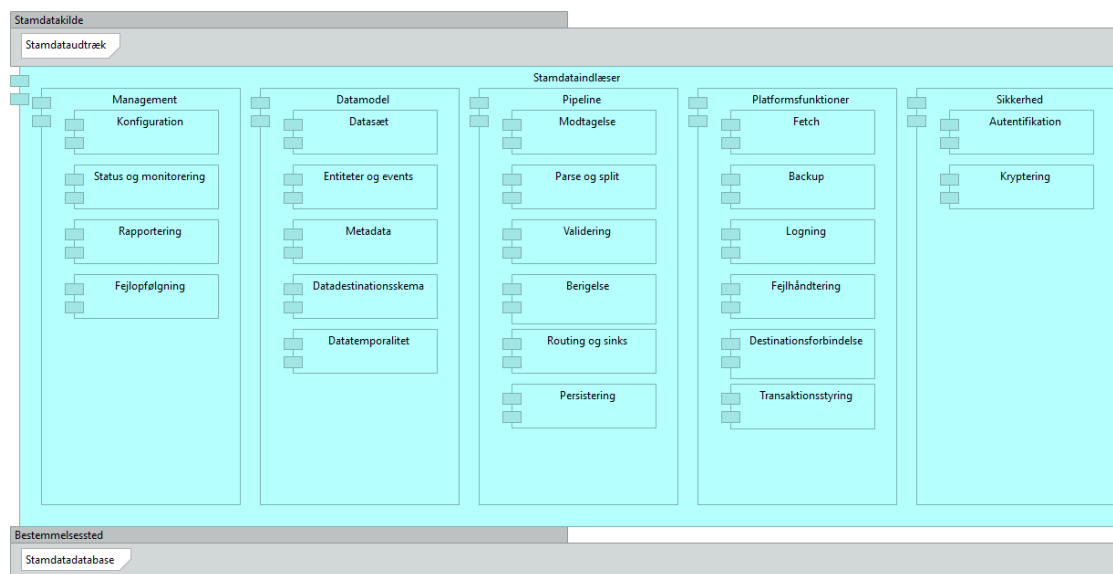 Stamdatakilde
Stamdataudtræk
Stamdataindlæser
Management
Konfiguration
Status og monitorering
Rapportering
Fejlopfølgning
Datamodel
Datasæt
Entiteter og events
Metadata
Datadestinationsskema
Datatemporalitet
Pipeline
Modtagelse
Parse og split
Validering
Berigelse
Routing og sinks
Persistering
Platformsfunktioner
Fetch
Backup
Logning
Fejlhåndtering
Destinationsforbindelse
Transaktionsstyring
Sikkerhed
Autentifikation
Kryptering
Bestemmelsessted
Stamdatadatabase